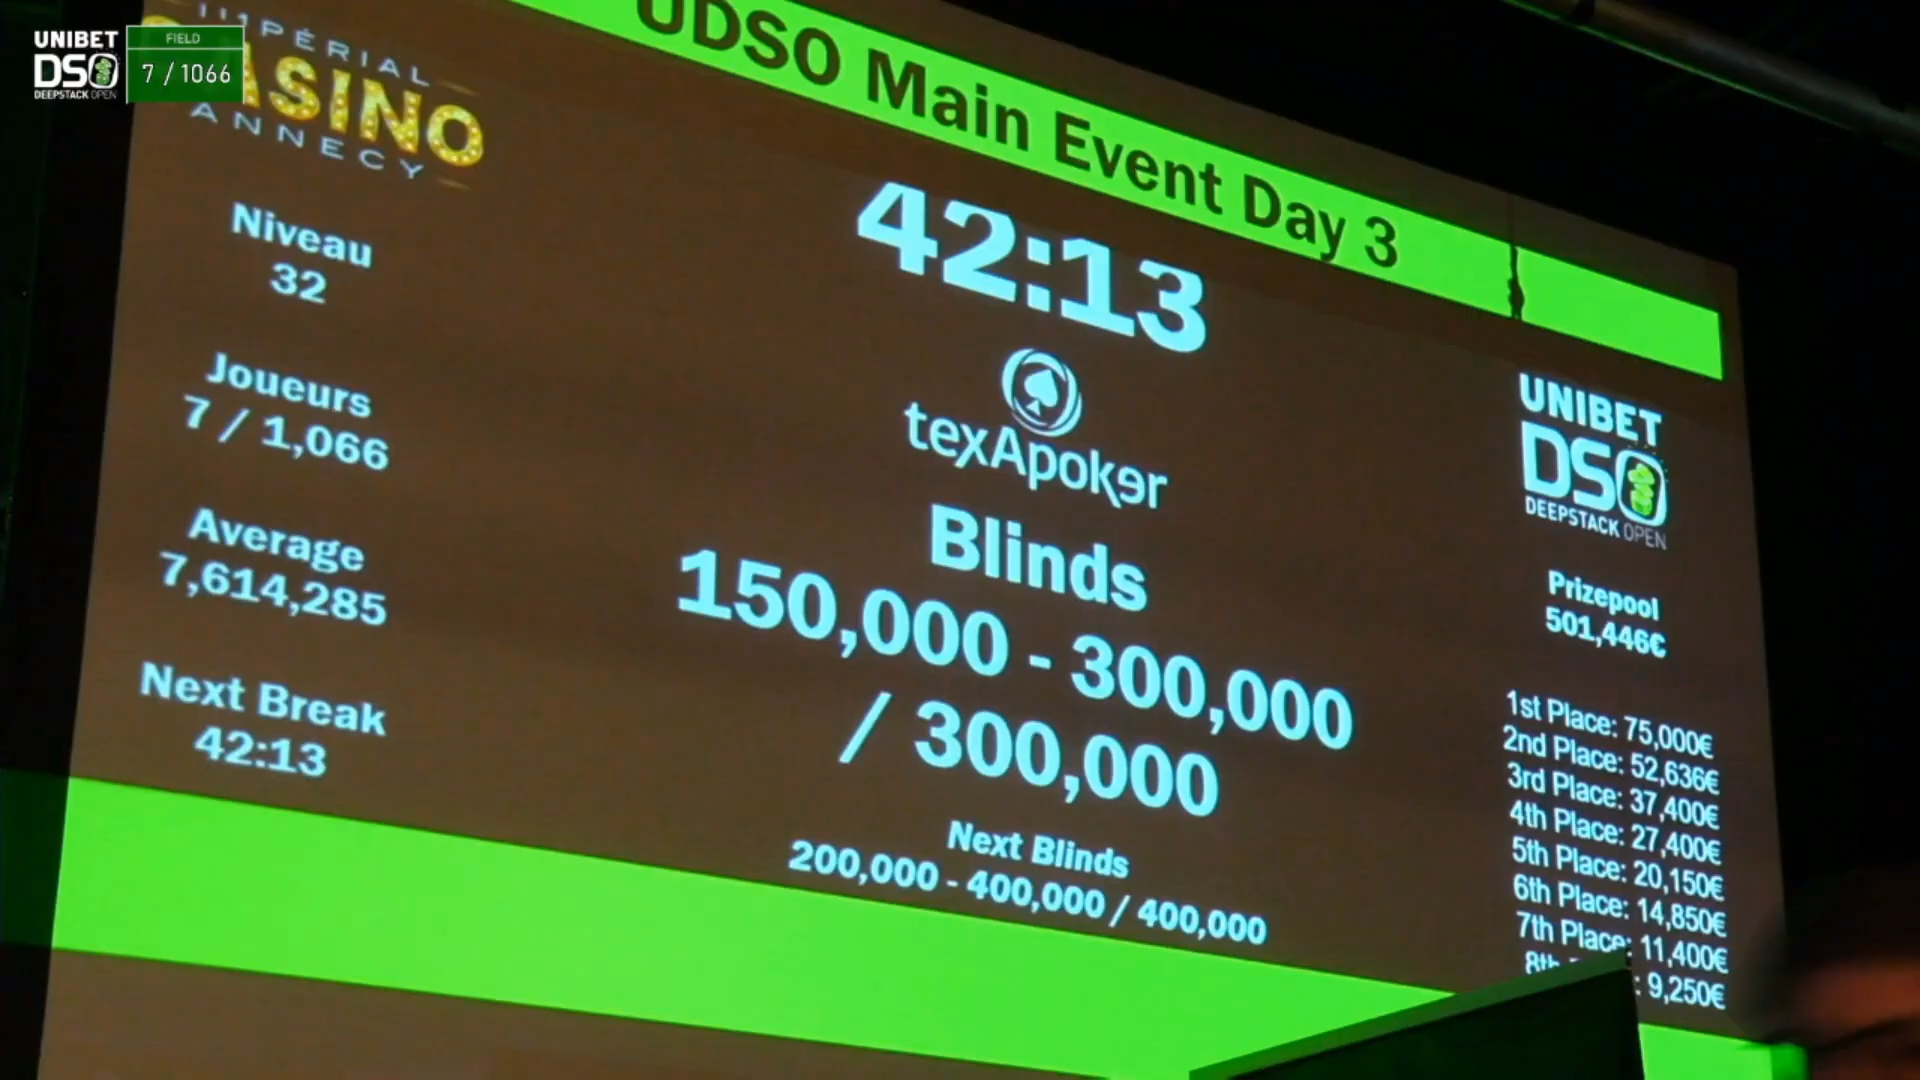 UNIBET
DSO
DEEPSTACK OPEN
FIELD
7 / 1066
IMPÉRIAL
CASINO
ANNECY
UDSO Main Event Day 3
Niveau
32
Joueurs
7 / 1,066
Average
7,614,285
Next Break
42:13
42:13
texApoker
Blinds
150,000 - 300,000
/ 300,000
Next Blinds
200,000 - 400,000 / 400,000
UNIBET
DSO
DEEPSTACK OPEN
Prizepool
501,446€
1st Place: 75,000€
2nd Place: 52,636€
3rd Place: 37,400€
4th Place: 27,400€
5th Place: 20,150€
6th Place: 14,850€
7th Place: 11,400€
8th : 9,250€